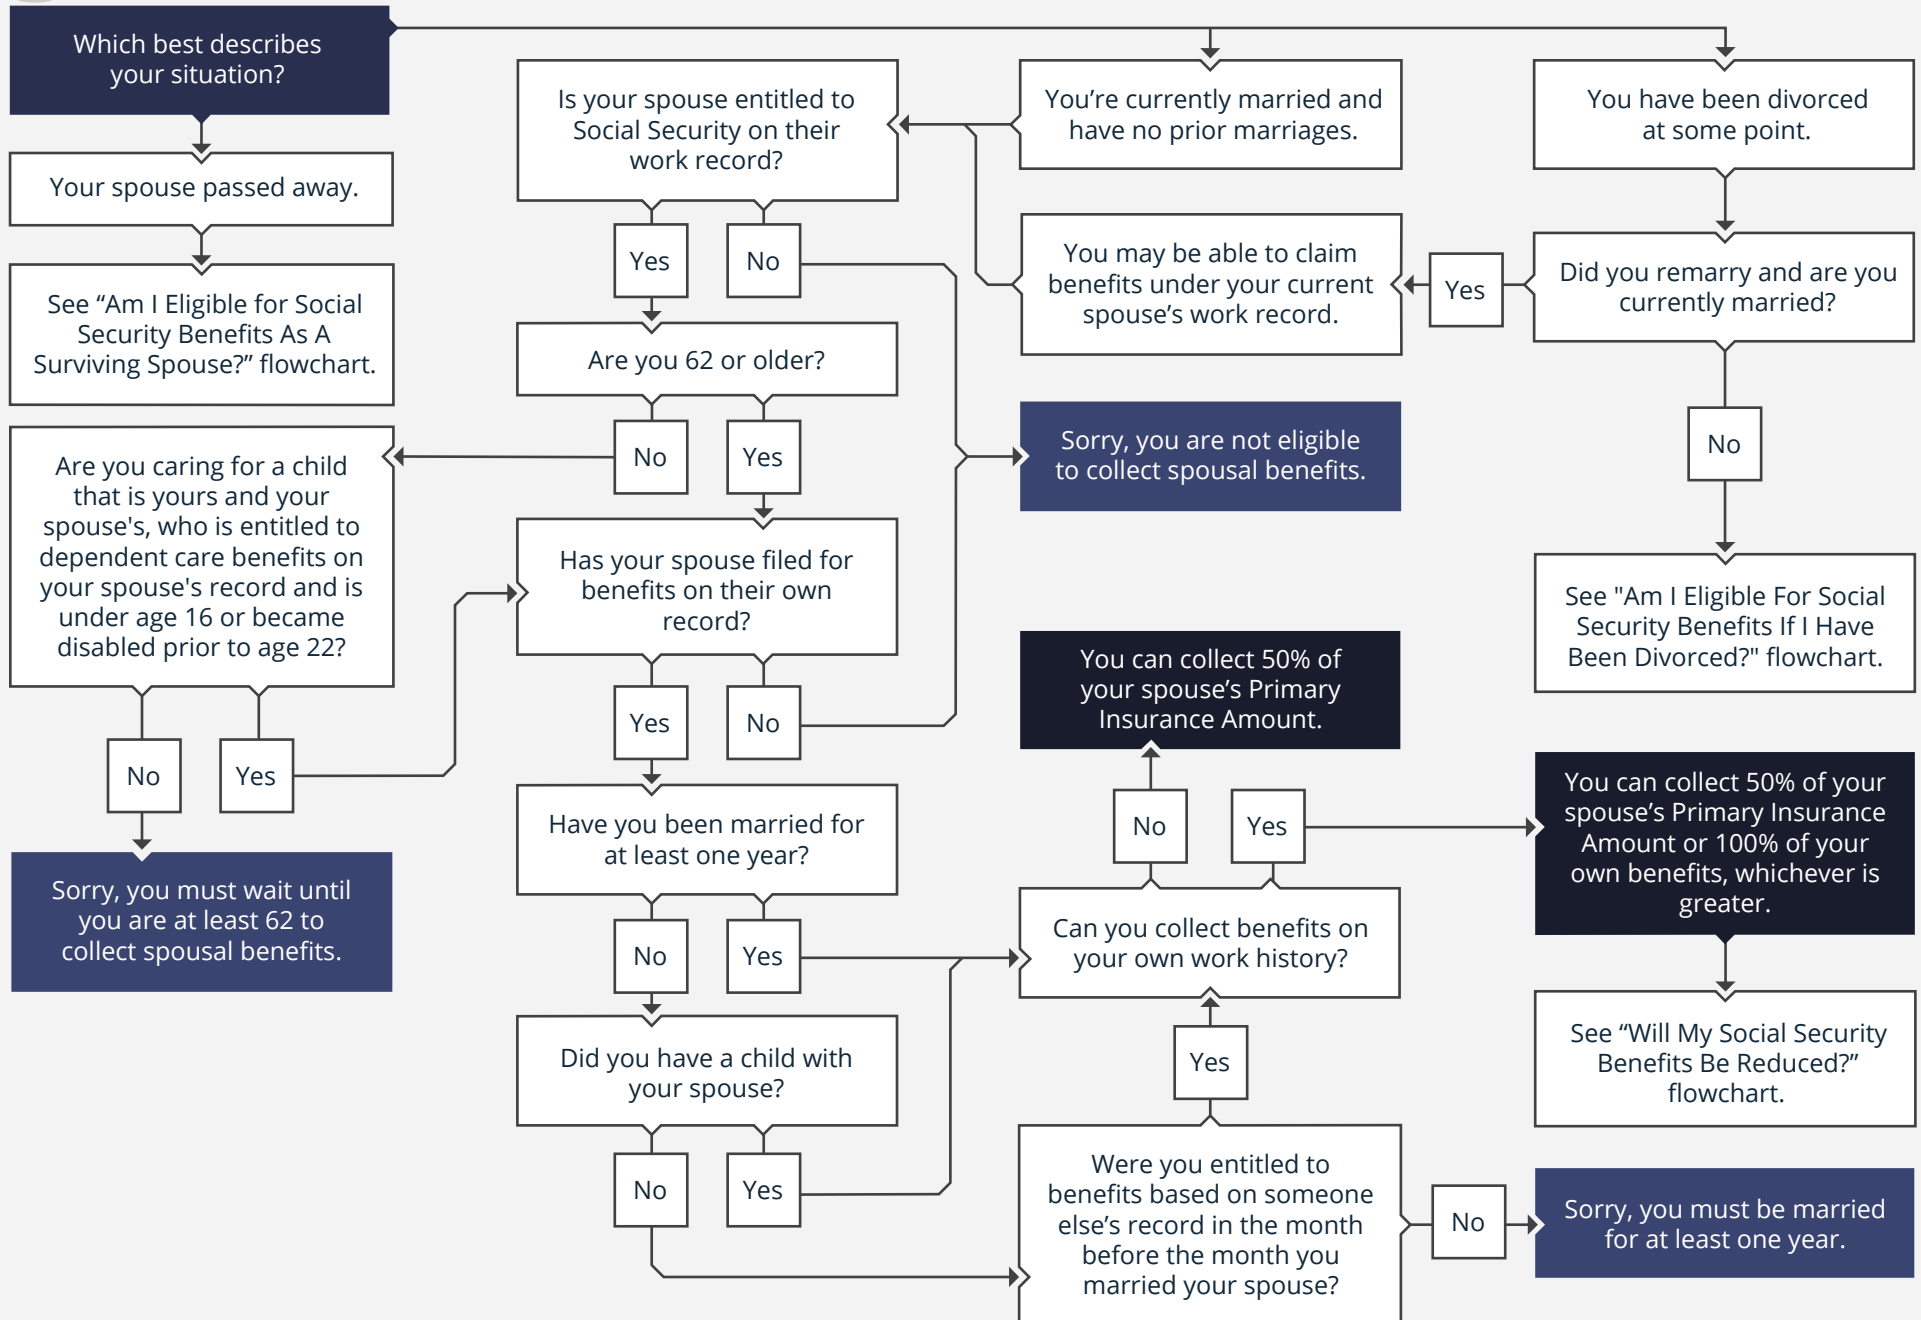 Which best describes
your situation?
Your spouse passed away.
See “Am I Eligible for Social
Security Benefits As A
Surviving Spouse?” flowchart.
You’re currently married and
have no prior marriages.
You have been divorced
at some point.
Did you remarry and are you
currently married?
Yes
You may be able to claim
benefits under your current
spouse’s work record.
No
See "Am I Eligible For Social
Security Benefits If I Have
Been Divorced?" flowchart.
Is your spouse entitled to
Social Security on their
work record?
Yes
No
Sorry, you are not eligible
to collect spousal benefits.
Are you 62 or older?
No
Yes
Are you caring for a child
that is yours and your
spouse's, who is entitled to
dependent care benefits on
your spouse's record and is
under age 16 or became
disabled prior to age 22?
No
Yes
Sorry, you must wait until
you are at least 62 to
collect spousal benefits.
Has your spouse filed for
benefits on their own
record?
Yes
No
Have you been married for
at least one year?
No
Yes
Did you have a child with
your spouse?
No
Yes
Were you entitled to
benefits based on someone
else’s record in the month
before the month you
married your spouse?
Yes
No
Sorry, you must be married
for at least one year.
Can you collect benefits on
your own work history?
No
Yes
You can collect 50% of
your spouse’s Primary
Insurance Amount.
You can collect 50% of your
spouse’s Primary Insurance
Amount or 100% of your
own benefits, whichever is
greater.
See “Will My Social Security
Benefits Be Reduced?”
flowchart.